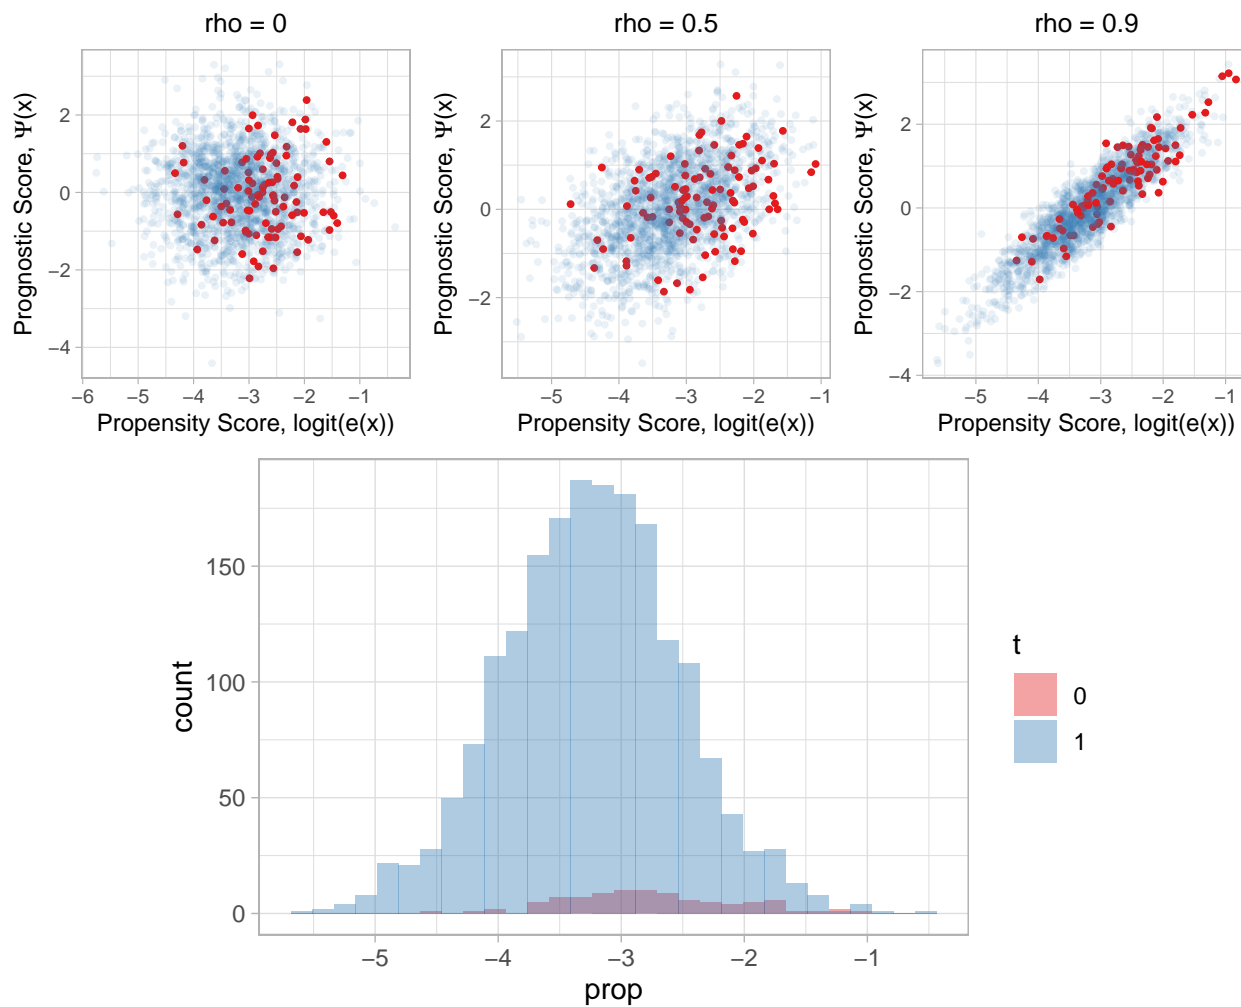 rho = 0
rho = 0.5
rho = 0.9
Prognostic Score, Ψ(x)
2
0
−2
−4
−6 −5 −4 −3 −2 −1
Propensity Score, logit(e(x))
Prognostic Score, Ψ(x)
2
0
−2
−5 −4 −3 −2 −1
Propensity Score, logit(e(x))
Prognostic Score, Ψ(x)
2
0
−2
−4
−5 −4 −3 −2 −1
Propensity Score, logit(e(x))
count
150
100
50
0
−5 −4 −3 −2 −1
prop
t
0
1